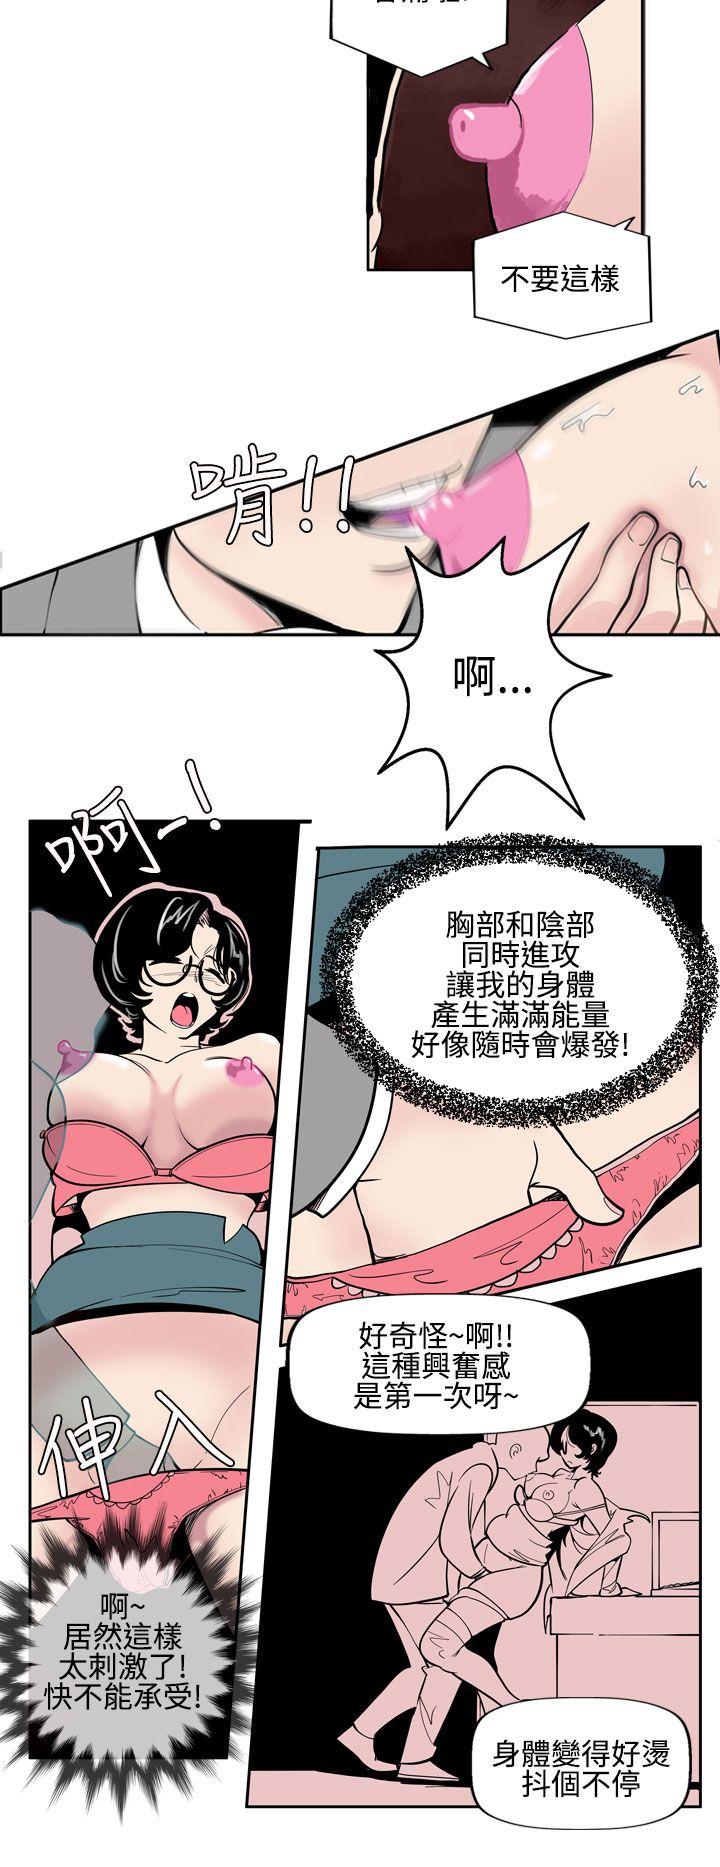 不要這樣
啃!!
啊...
啊~!
胸部和陰部
同時進攻
讓我的身體
產生滿滿能量
好像隨時會爆發!
好奇怪~啊!!
這種興奮感
是第一次呀~
伸入
啊~
居然這樣
太刺激了!
快不能承受!
身體變得好燙
抖個不停